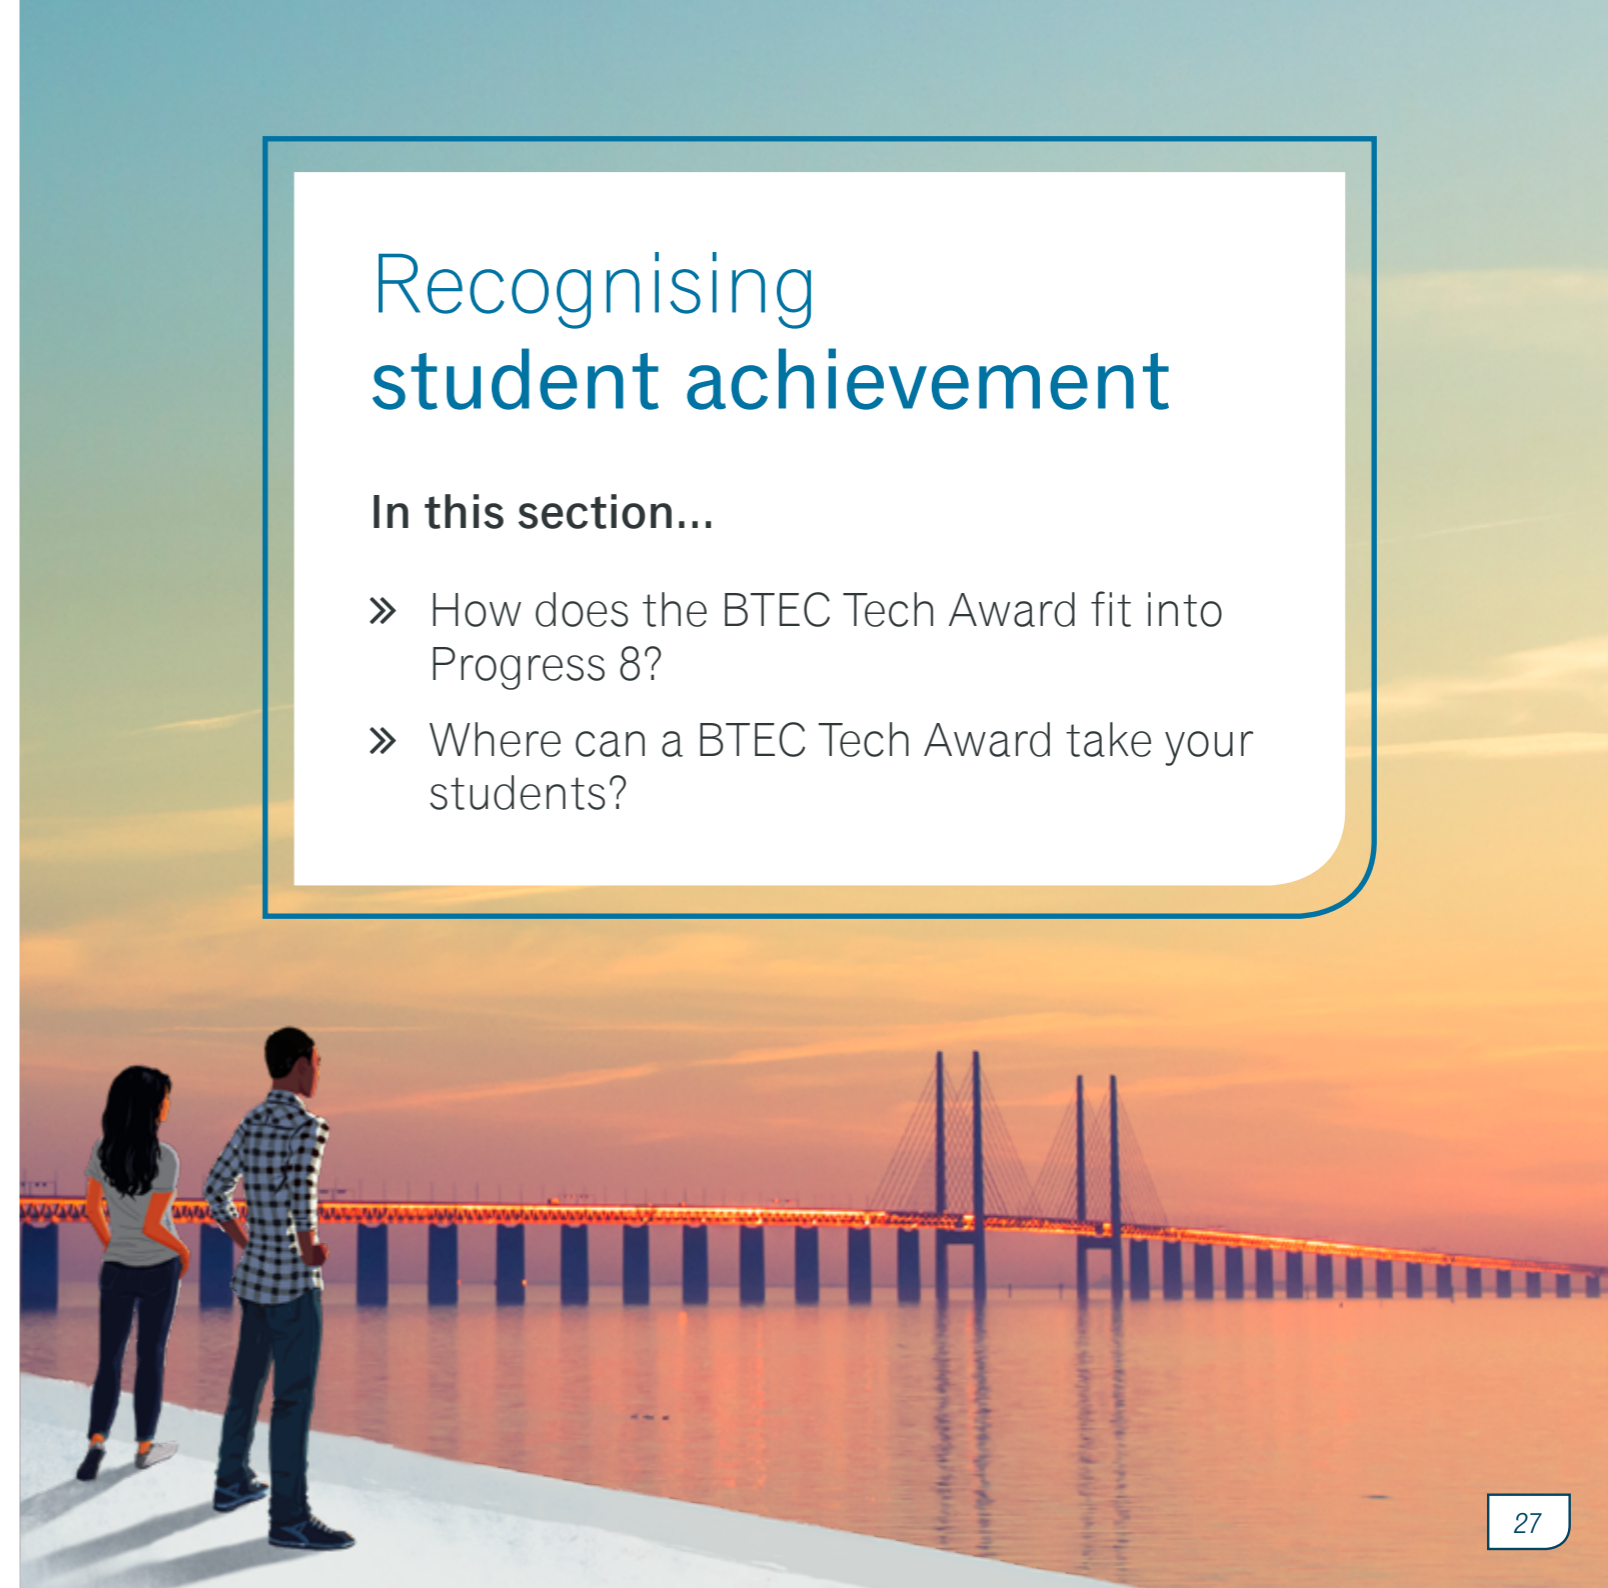 Recognising
student achievement
In this section...
» How does the BTEC Tech Award fit into
Progress 8?
» Where can a BTEC Tech Award take your
students?
27